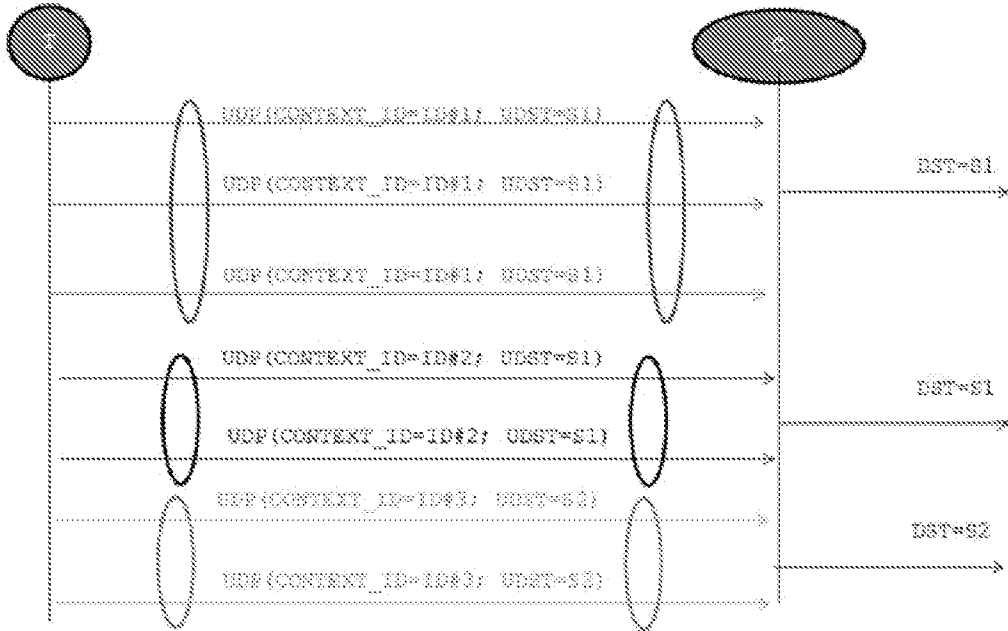 UDP(CONTEXT_ID=ID#1; UDST=S1)
UDP(CONTEXT_ID=ID#1; UDST=S1)
DST=S1
UDP(CONTEXT_ID=ID#1; UDST=S1)
UDP(CONTEXT_ID=ID#2; UDST=S1)
DST=S1
UDP(CONTEXT_ID=ID#2; UDST=S1)
UDP(CONTEXT_ID=ID#3; UDST=S2)
DST=S2
UDP(CONTEXT_ID=ID#3; UDST=S2)